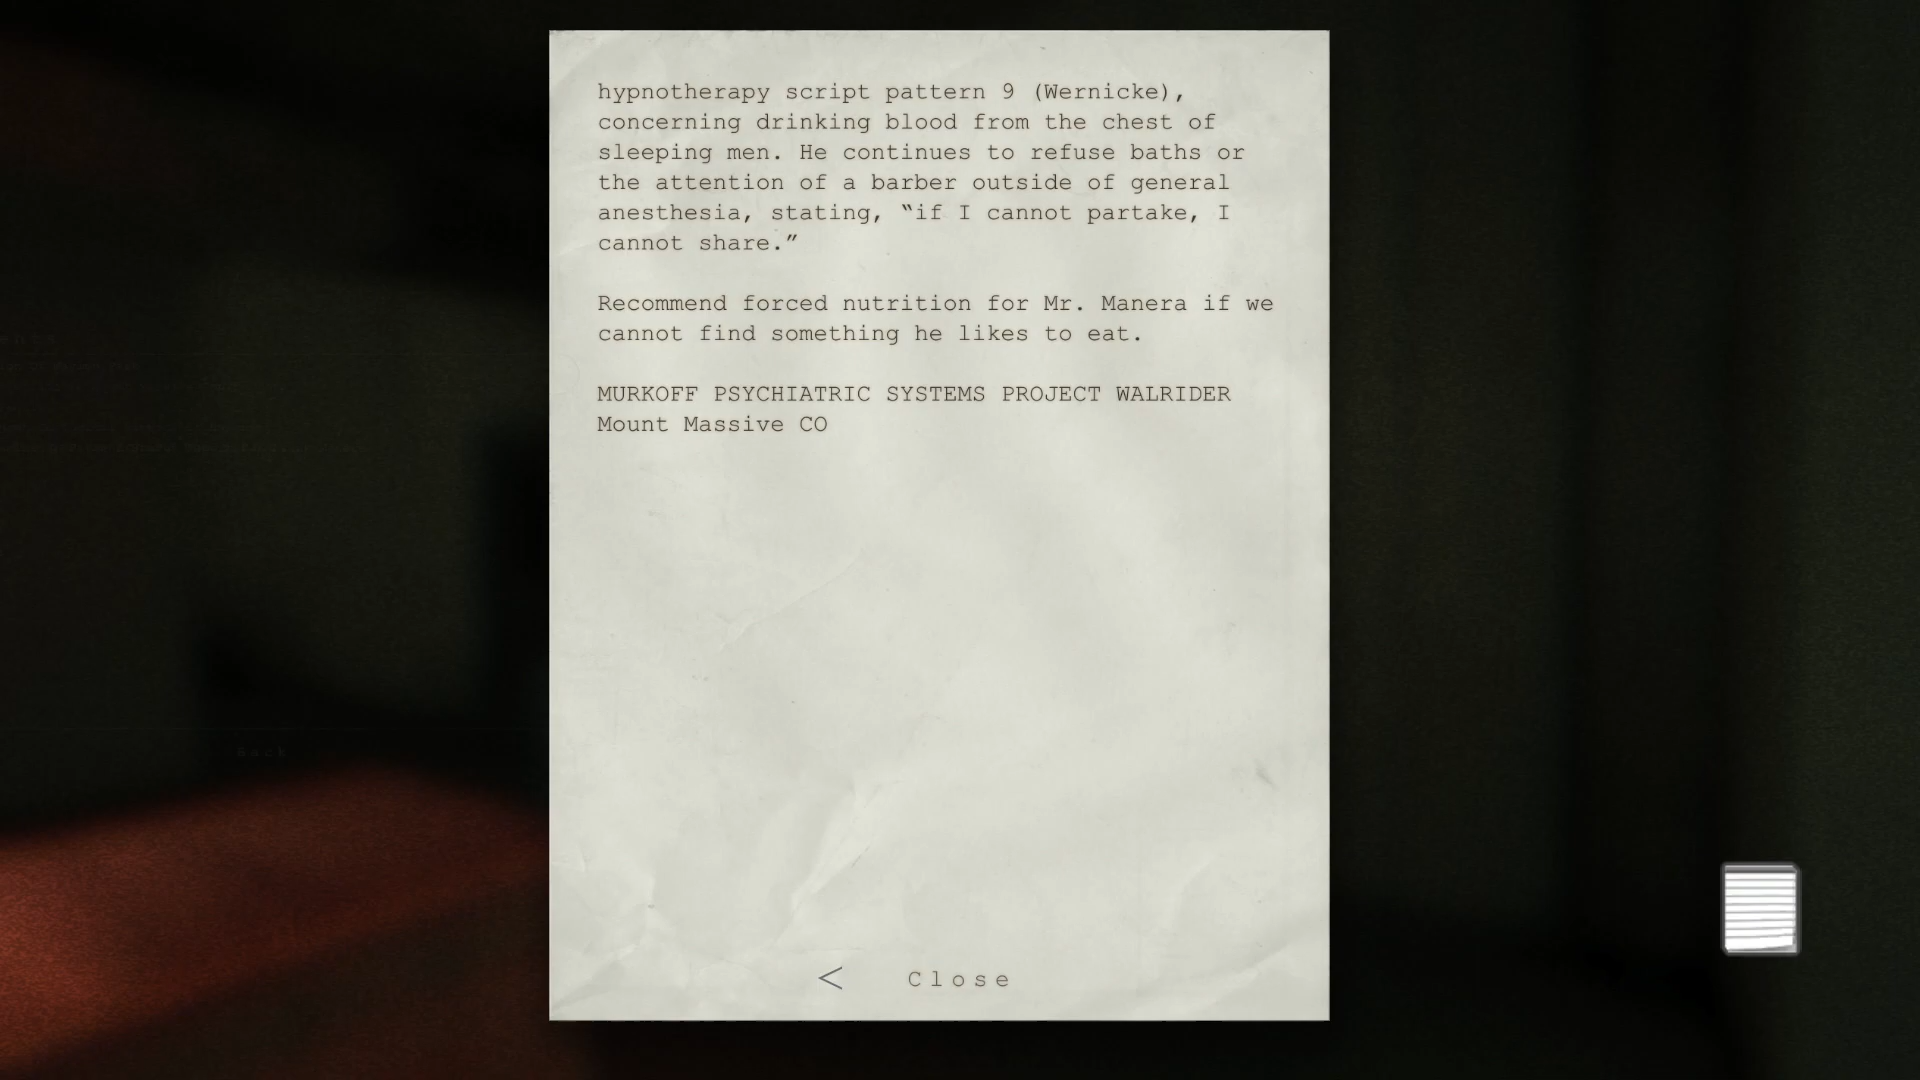 hypnotherapy script pattern 9 (Wernicke),
concerning drinking blood from the chest of
sleeping men. He continues to refuse baths or
the attention of a barber outside of general
anesthesia, stating, “if I cannot partake, I
cannot share.”
Recommend forced nutrition for Mr. Manera if we
cannot find something he likes to eat.
MURKOFF PSYCHIATRIC SYSTEMS PROJECT WALRIDER
Mount Massive CO
Back
< Close